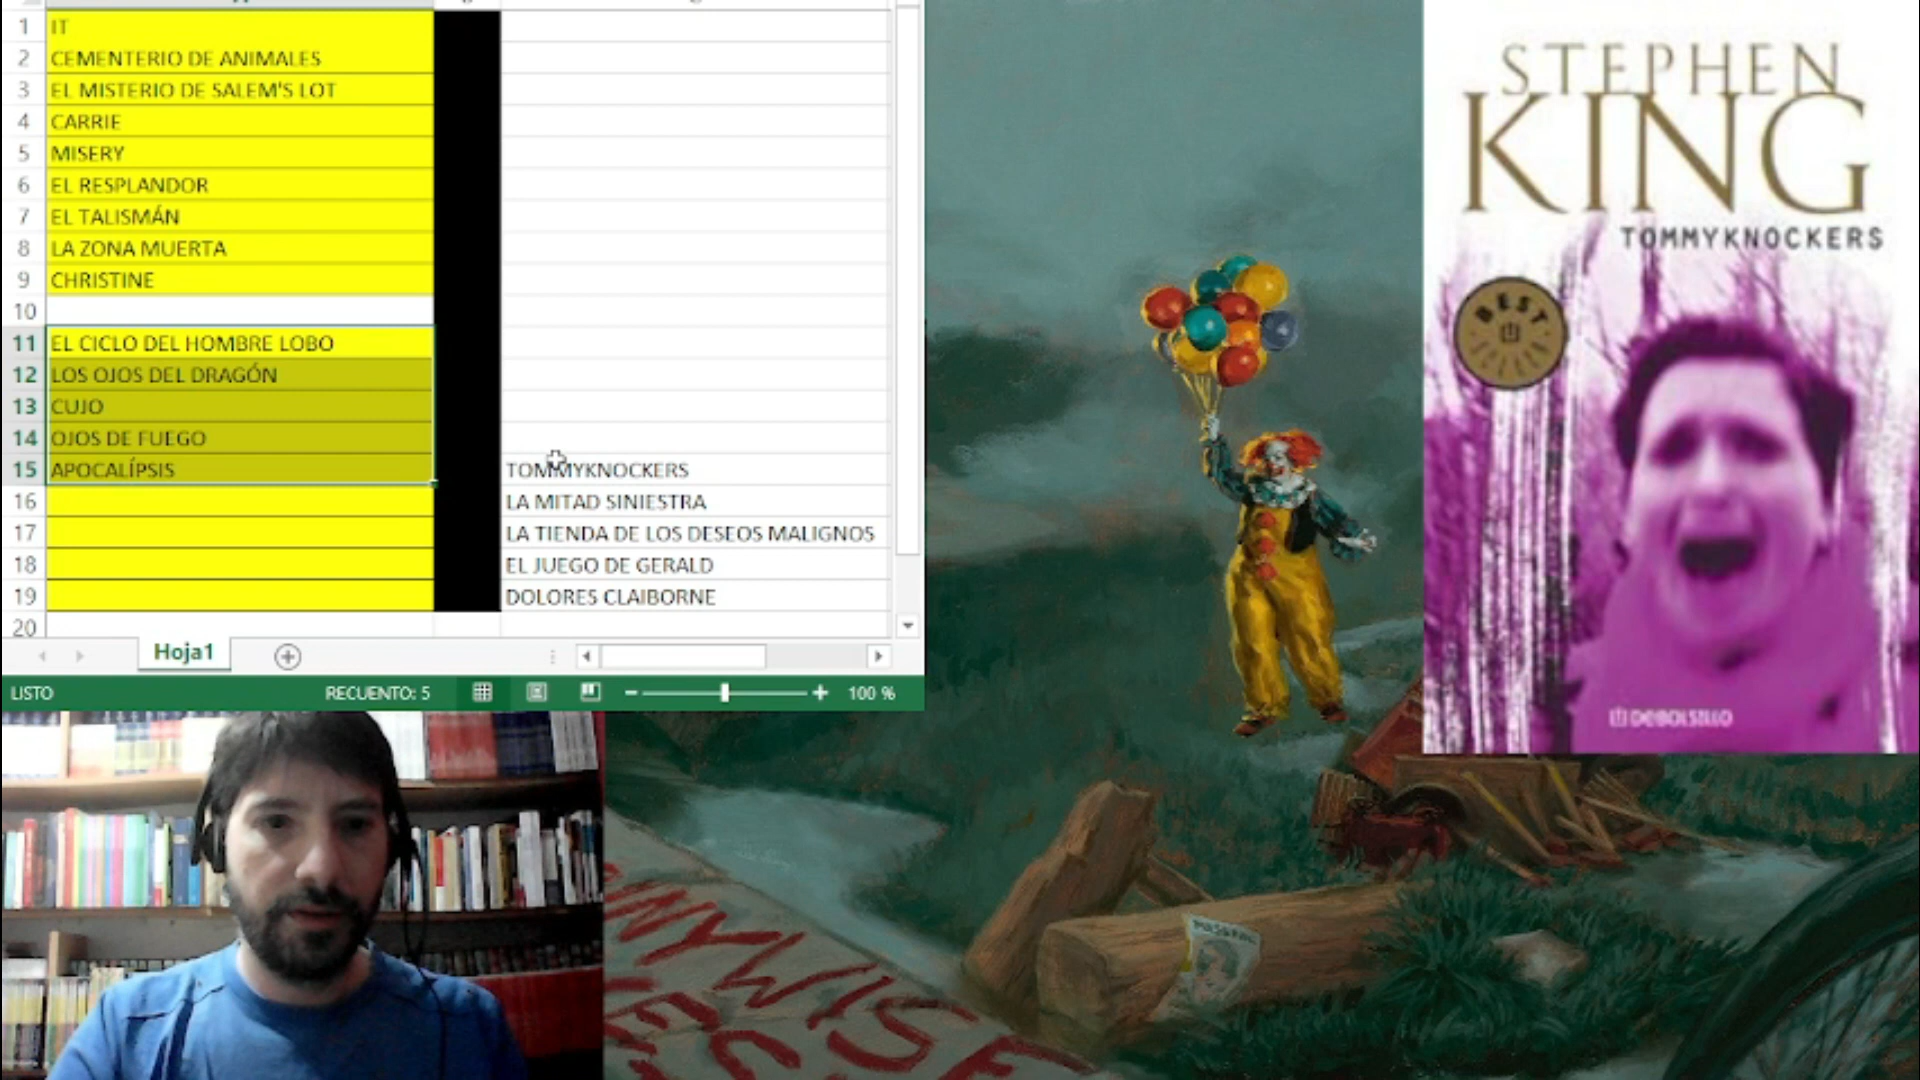 1 IT
2 CEMENTERIO DE ANIMALES
3 EL MISTERIO DE SALEM'S LOT
4 CARRIE
5 MISERY
6 EL RESPLANDOR
7 EL TALISMÁN
8 LA ZONA MUERTA
9 CHRISTINE
10
11 EL CICLO DEL HOMBRE LOBO
12 LOS OJOS DEL DRAGÓN
13 CUJO
14 OJOS DE FUEGO
15 APOCALÍPSIS TOMMYKNOCKERS
16 LA MITAD SINIESTRA
17 LA TIENDA DE LOS DESEOS MALIGNOS
18 EL JUEGO DE GERALD
19 DOLORES CLAIBORNE
20
Hoja1
LISTO RECUENTO: 5 100 %
STEPHEN
KING
TOMMYKNOCKERS
BEST
SELLER
DEBOLSILLO
MISSING
NYWISE